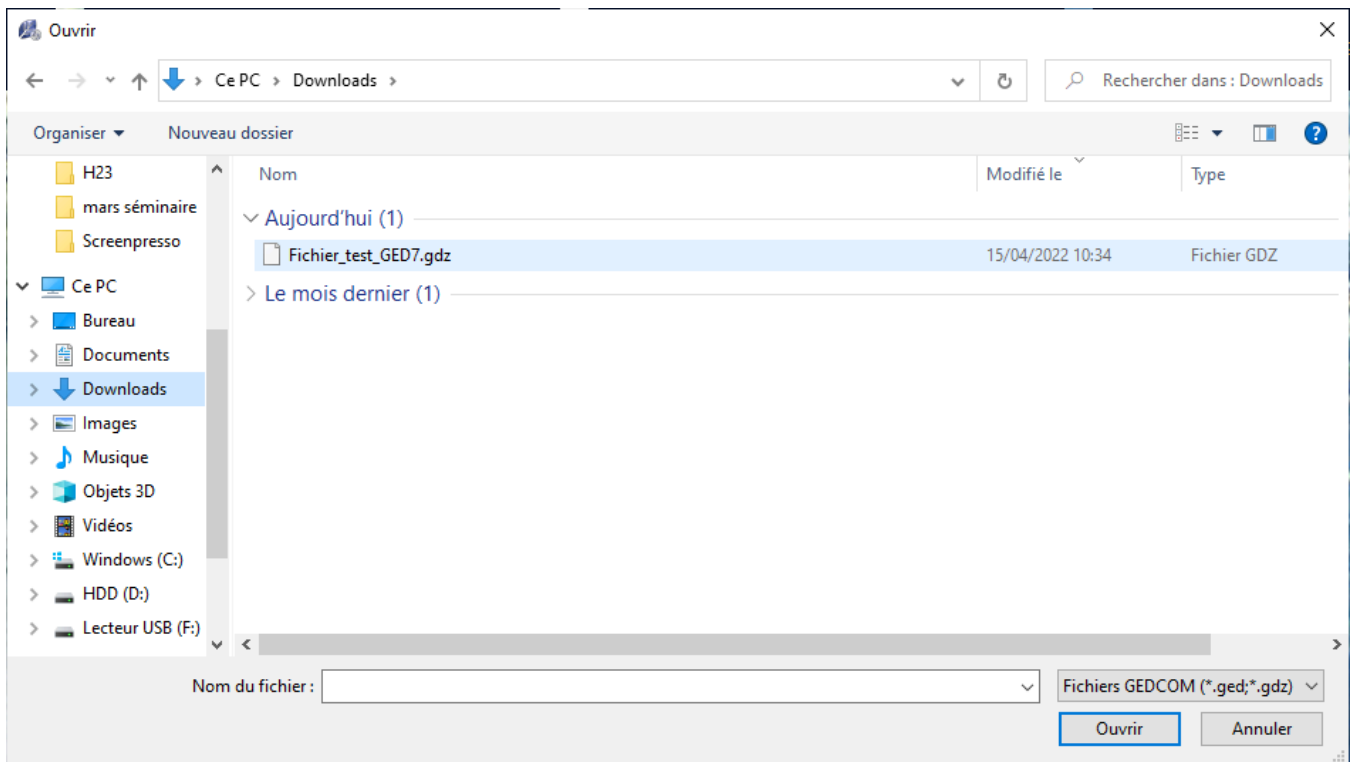 Ouvrir
Ce PC > Downloads >
Rechercher dans : Downloads
Organiser
Nouveau dossier
H23
mars séminaire
Screenpresso
Ce PC
Bureau
Documents
Downloads
Images
Musique
Objets 3D
Vidéos
Windows (C:)
HDD (D:)
Lecteur USB (F:)
Nom Modifié le Type
Aujourd'hui (1)
Fichier_test_GED7.gdz 15/04/2022 10:34 Fichier GDZ
Le mois dernier (1)
Nom du fichier :
Fichiers GEDCOM (*.ged;*.gdz)
Ouvrir Annuler